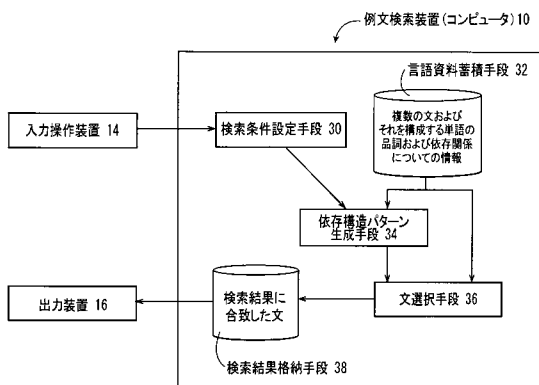 例文検索装置(コンピュータ)10
言語資料蓄積手段 32
入力操作装置 14
検索条件設定手段 30
複数の文および
それを構成する単語の
品詞および依存関係
についての情報
依存構造パターン
生成手段 34
出力装置 16
検索結果に
合致した文
文選択手段 36
検索結果格納手段 38